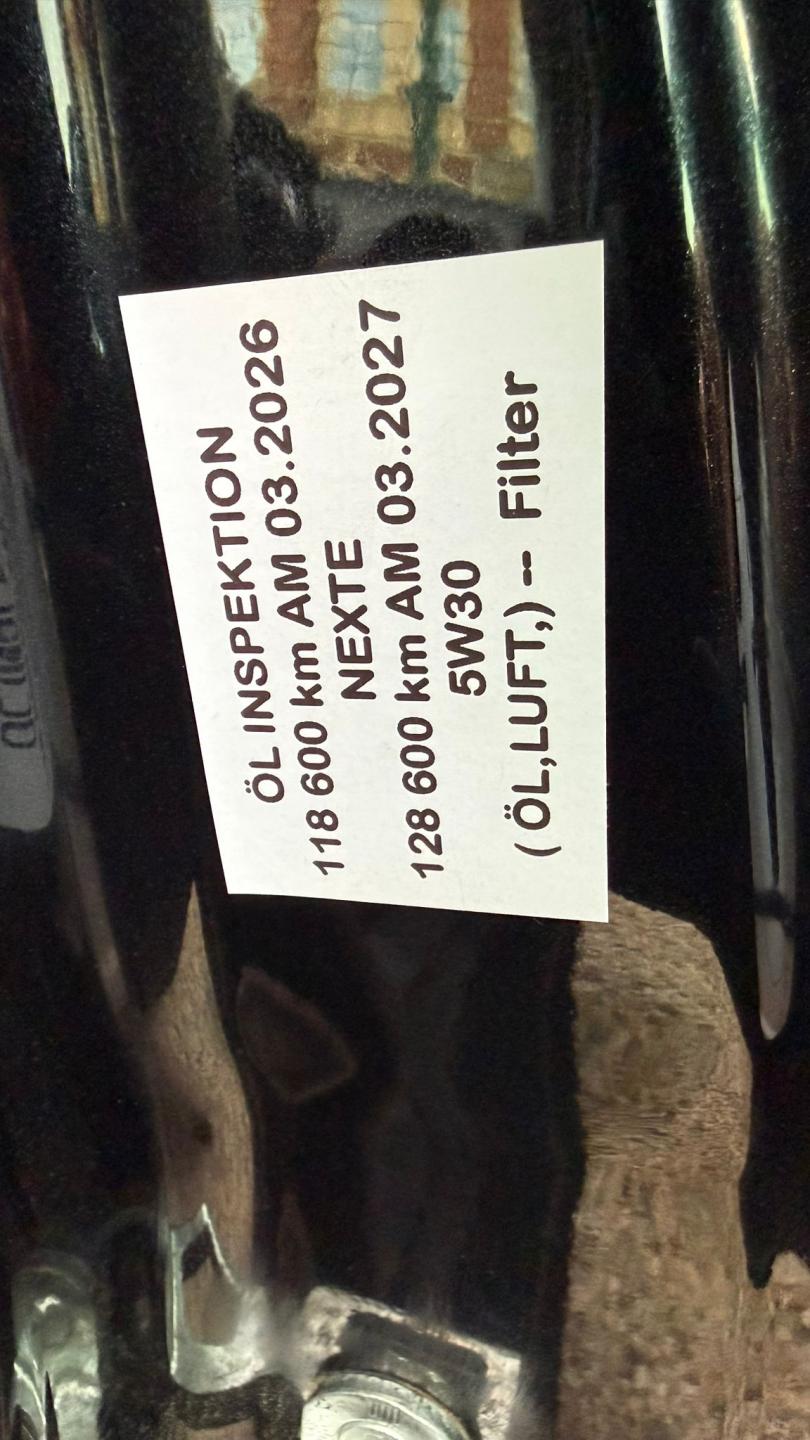 ÖL INSPEKTION
118 600 km AM 03.2026
NEXTE
128 600 km AM 03.2027
5W30
( ÖL,LUFT,) -- Filter